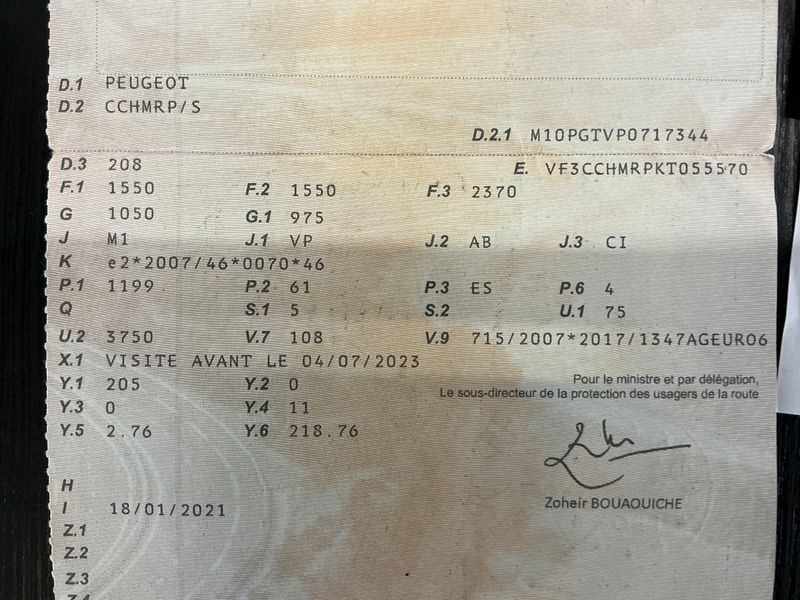 D.1 PEUGEOT
D.2 CCHMRP/S
D.2.1 M10PGTVP0717344
D.3 208 E. VF3CCHMRPKT055570
F.1 1550 F.2 1550 F.3 2370
G 1050 G.1 975
J M1 J.1 VP J.2 AB J.3 CI
K e2*2007/46*0070*46
P.1 1199 P.2 61 P.3 ES P.6 4
Q S.1 5 S.2 U.1 75
U.2 3750 V.7 108 V.9 715/2007*2017/1347AGEURO6
X.1 VISITE AVANT LE 04/07/2023
Y.1 205 Y.2 0
Pour le ministre et par délégation,
Le sous-directeur de la protection des usagers de la route
Y.3 0 Y.4 11
Y.5 2.76 Y.6 218.76
H
Zoheir BOUAOUICHE
I 18/01/2021
Z.1
Z.2
Z.3
Z.4